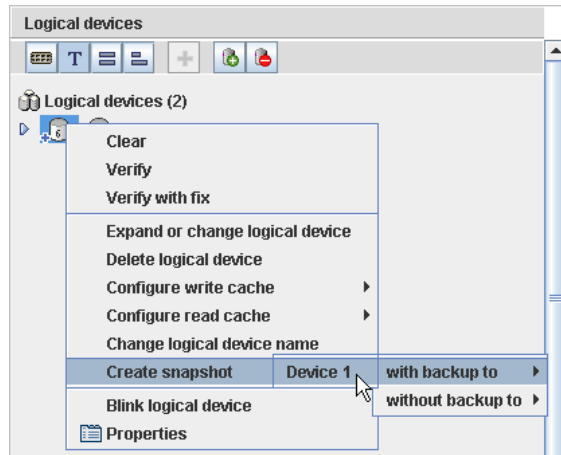 Logical devices
T
Logical devices (2)
6
Clear
Verify
Verify with fix
Expand or change logical device
Delete logical device
Configure write cache
Configure read cache
Change logical device name
Create snapshot Device 1 with backup to
without backup to
Blink logical device
Properties